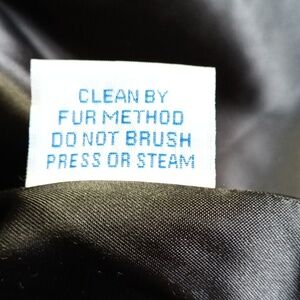 CLEAN BY
FUR METHOD
DO NOT BRUSH
PRESS OR STEAM